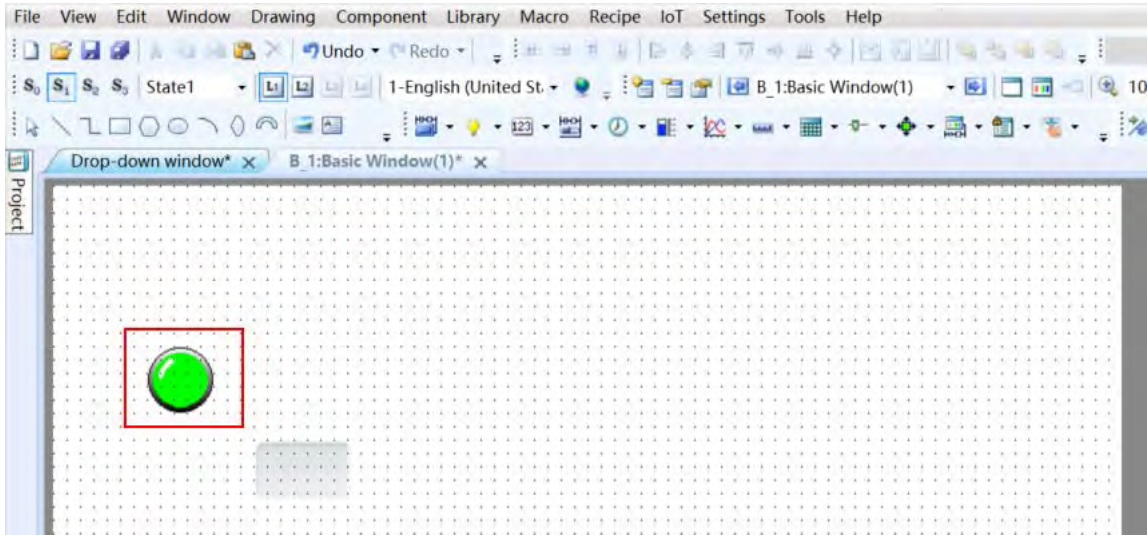 File View Edit Window Drawing Component Library Macro Recipe IoT Settings Tools Help
Undo Redo
S₀ S₁ S₂ S₃ State1 L1 L2 1-English (United St. B_1:Basic Window(1) 10
123
Drop-down window* × B_1:Basic Window(1)* ×
Project